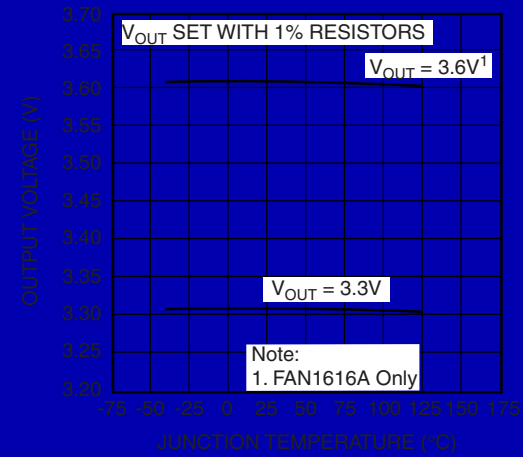 3.70
VOUT SET WITH 1% RESISTORS
3.65
VOUT = 3.6V1
3.60
3.55
3.50
3.45
3.40
3.35
VOUT = 3.3V
3.30
3.25
Note:
1. FAN1616A Only
3.20
-75 -50 -25 0 25 50 75 100 125 150 175
JUNCTION TEMPERATURE (°C)
OUTPUT VOLTAGE (V)